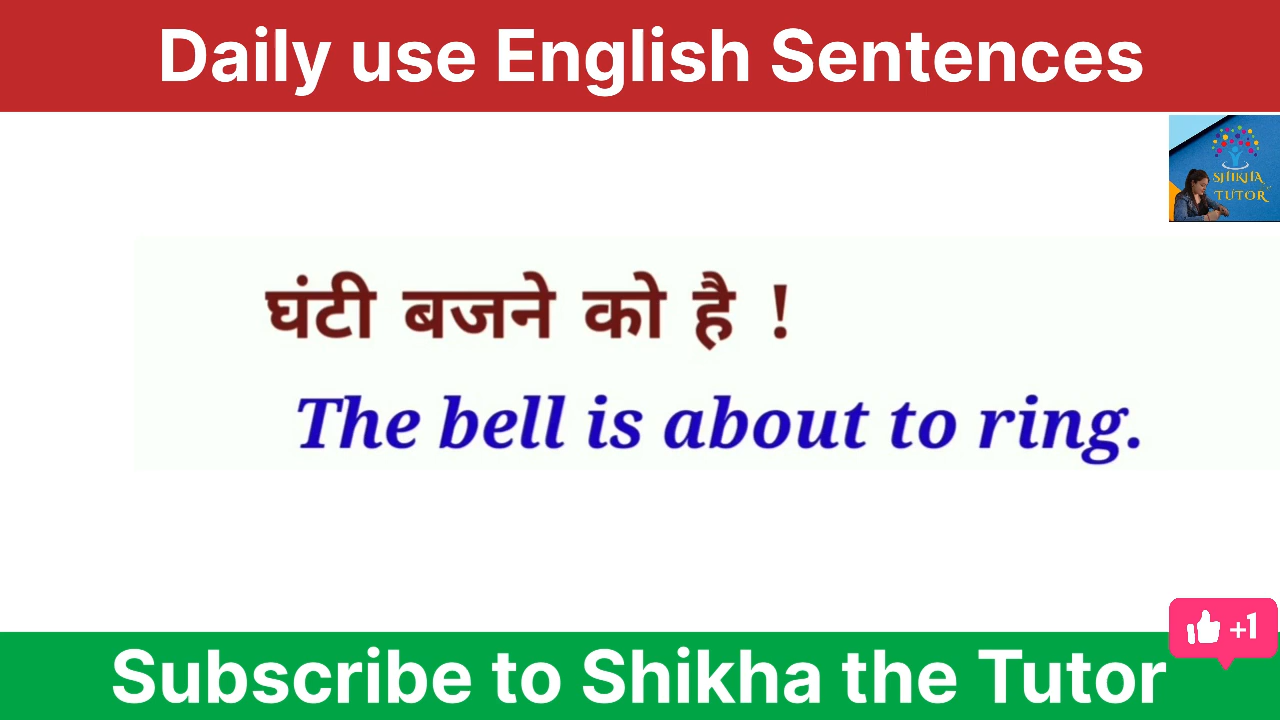 Daily use English Sentences
SHIKHA
TUTOR
घंटी बजने को है !
The bell is about to ring.
+1
Subscribe to Shikha the Tutor